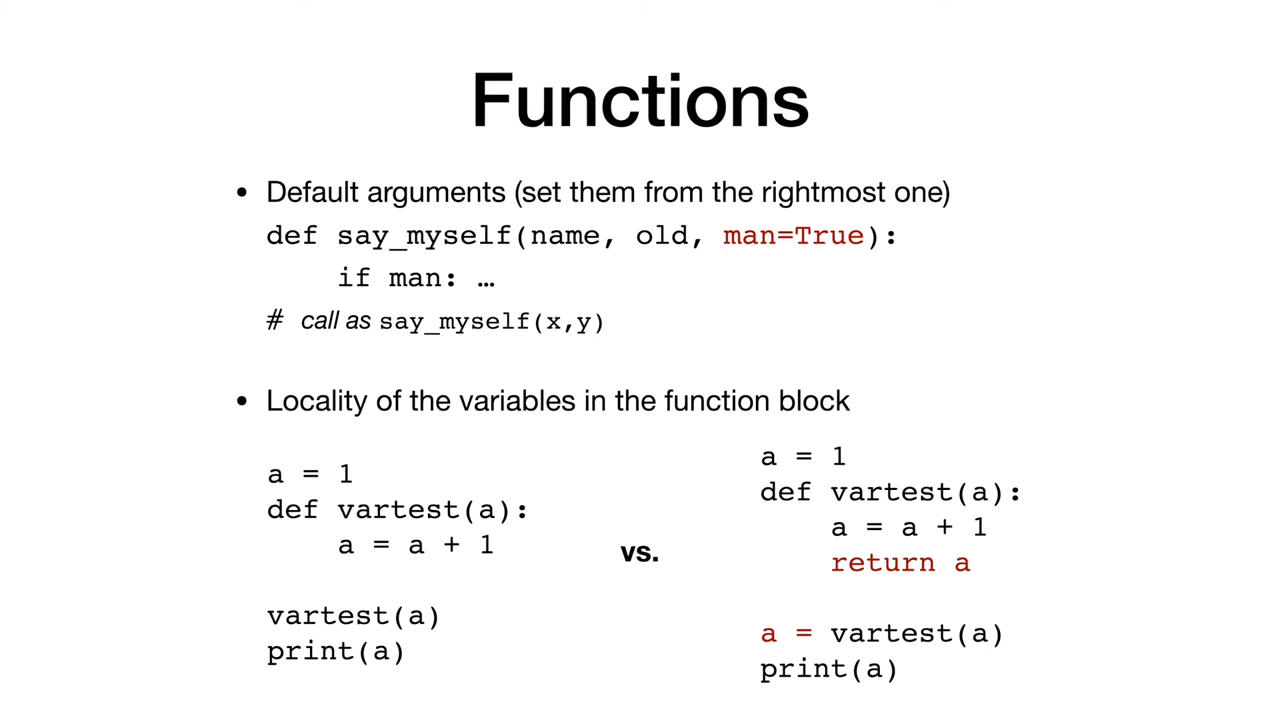 Functions
• Default arguments (set them from the rightmost one)
def say_myself(name, old, man=True):
    if man: …
# call as say_myself(x,y)
• Locality of the variables in the function block
a = 1
def vartest(a):
    a = a + 1
vartest(a)
print(a)
vs.
a = 1
def vartest(a):
    a = a + 1
    return a
a = vartest(a)
print(a)